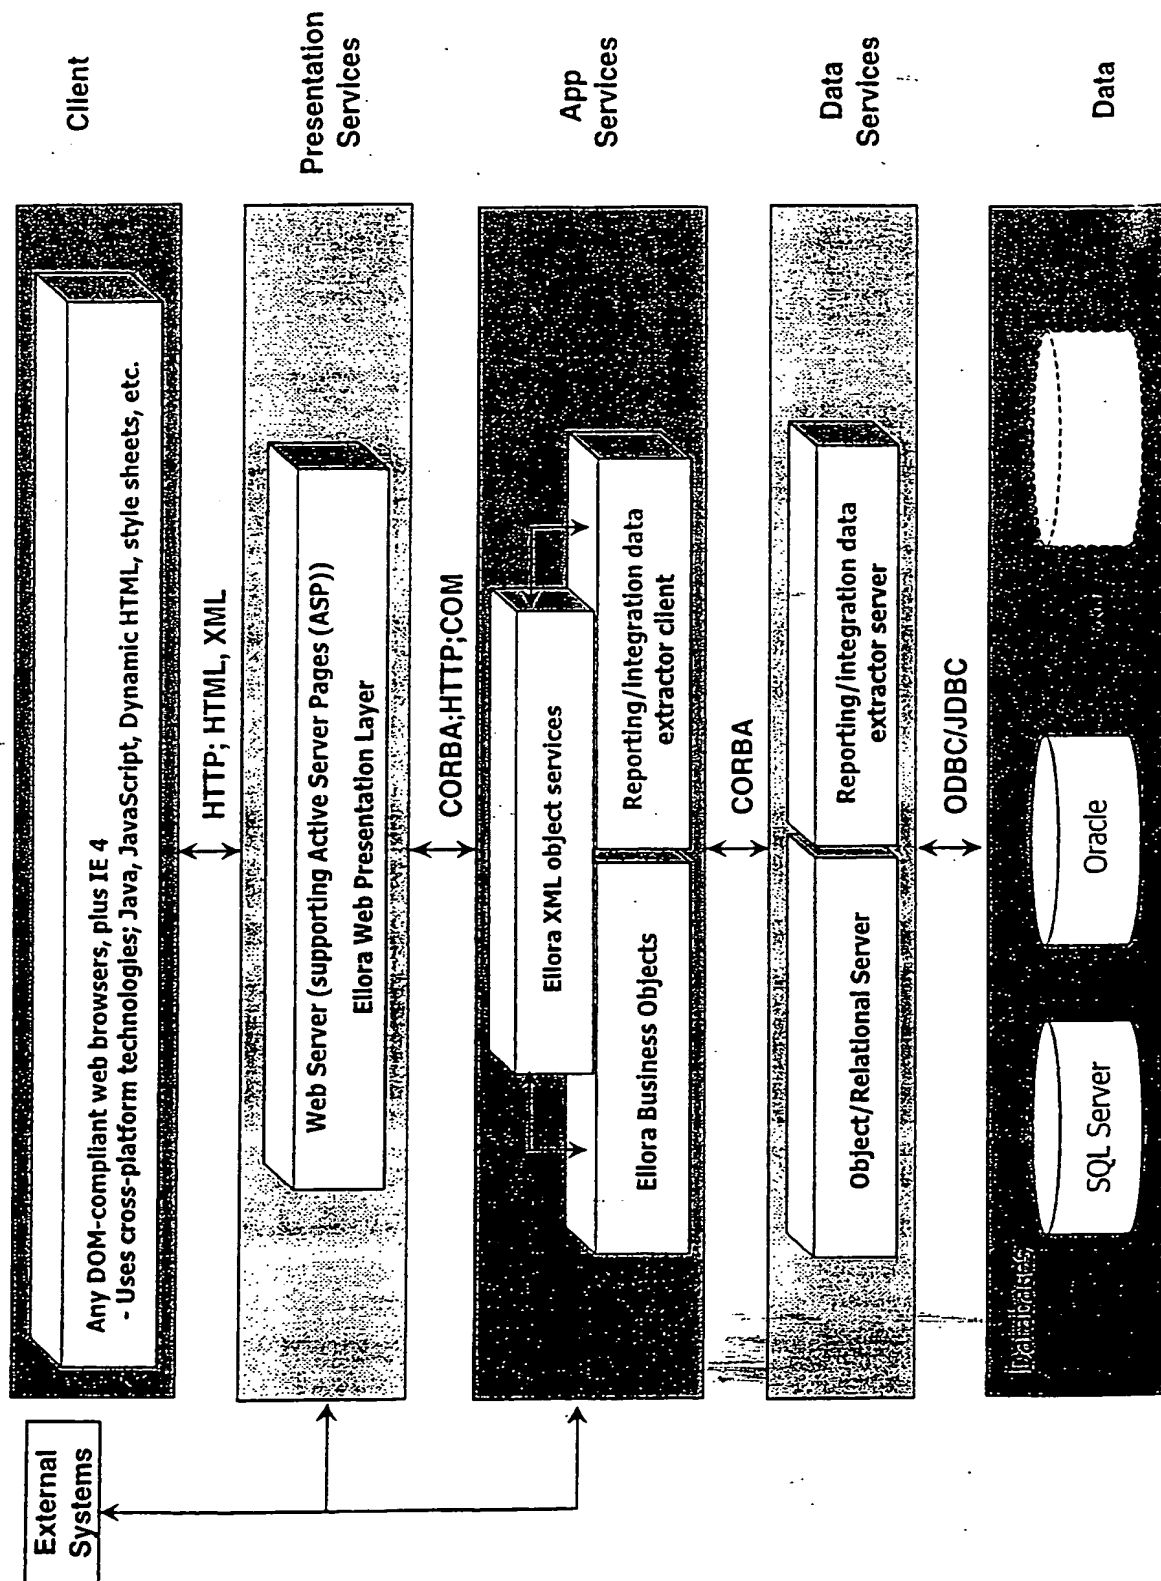 External
Systems
Any DOM-compliant web browsers, plus IE 4
- Uses cross-platform technologies; Java, JavaScript, Dynamic HTML, style sheets, etc.
Client
HTTP; HTML, XML
Web Server (supporting Active Server Pages (ASP))
Ellora Web Presentation Layer
Presentation
Services
CORBA;HTTP;COM
Ellora XML object services
Ellora Business Objects
Reporting/Integration data
extractor client
App
Services
CORBA
Object/Relational Server
Reporting/integration data
extractor server
Data
Services
ODBC/JDBC
Databases
SQL Server
Oracle
Data